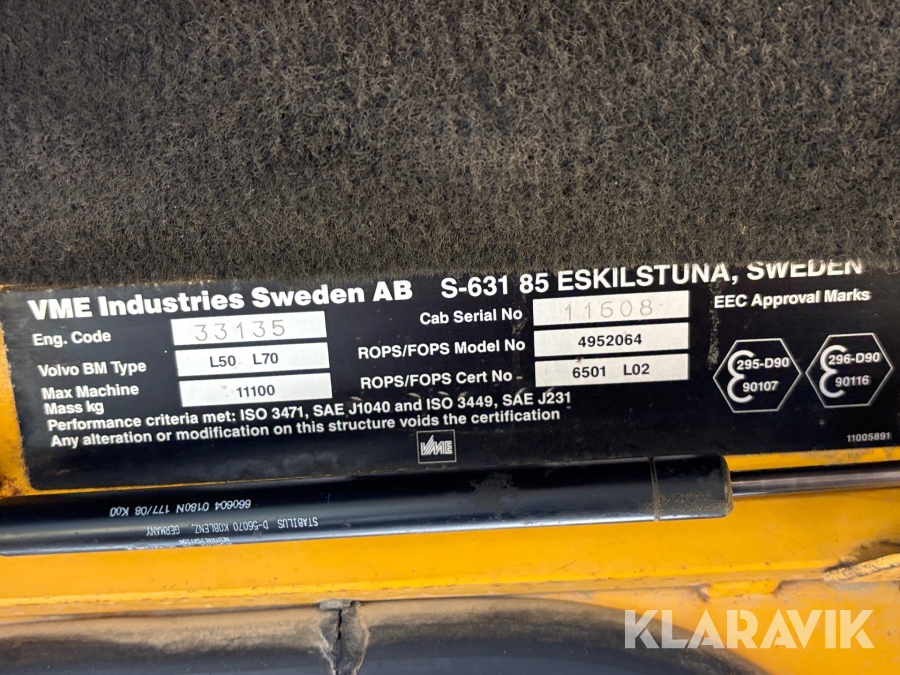 VME Industries Sweden AB S-631 85 ESKILSTUNA, SWEDEN
Eng. Code 33135
Cab Serial No 11608
EEC Approval Marks
Volvo BM Type L50 L70
ROPS/FOPS Model No 4952064
Max Machine Mass kg 11100
ROPS/FOPS Cert No 6501 L02
e 295-D90 90107
e 296-D90 90116
Performance criteria met: ISO 3471, SAE J1040 and ISO 3449, SAE J231
Any alteration or modification on this structure voids the certification
VME
11005891
660604 0180N 177/08 K00
STABILUS D-56070 KOBLENZ, GERMANY
KLARAVIK